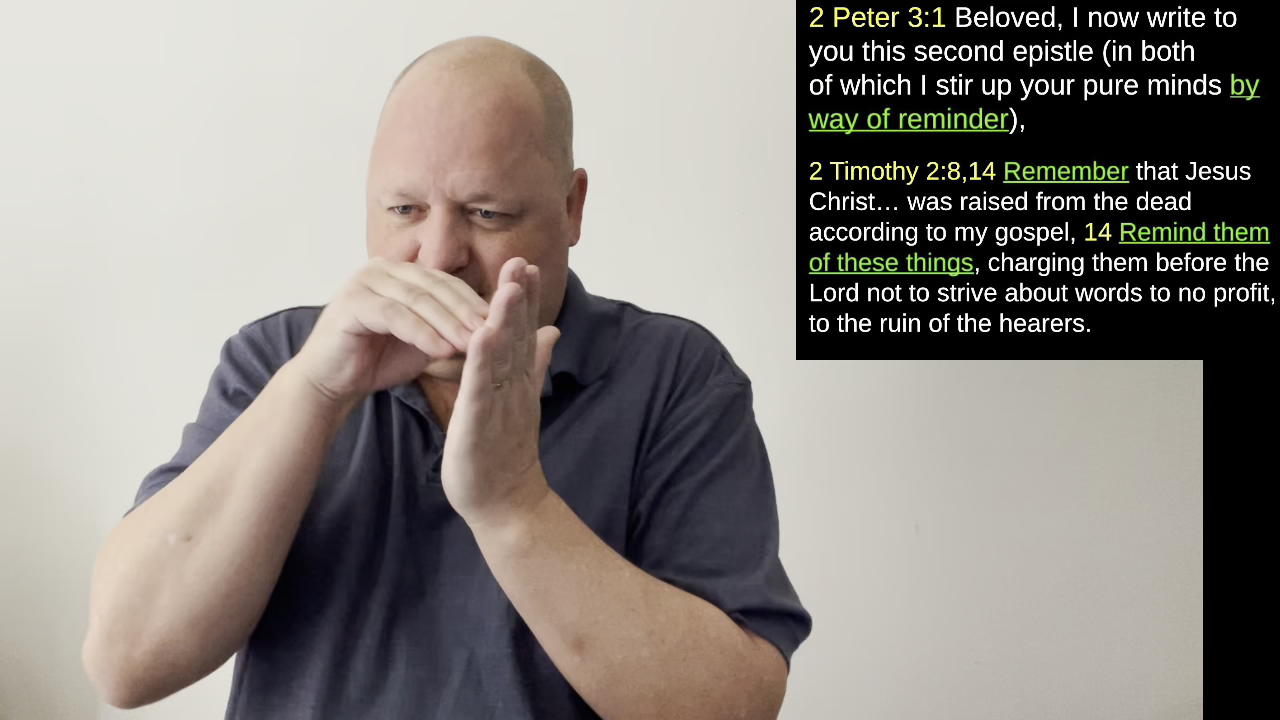 2 Peter 3:1 Beloved, I now write to
you this second epistle (in both
of which I stir up your pure minds by
way of reminder),
2 Timothy 2:8,14 Remember that Jesus
Christ… was raised from the dead
according to my gospel, 14 Remind them
of these things, charging them before the
Lord not to strive about words to no profit,
to the ruin of the hearers.